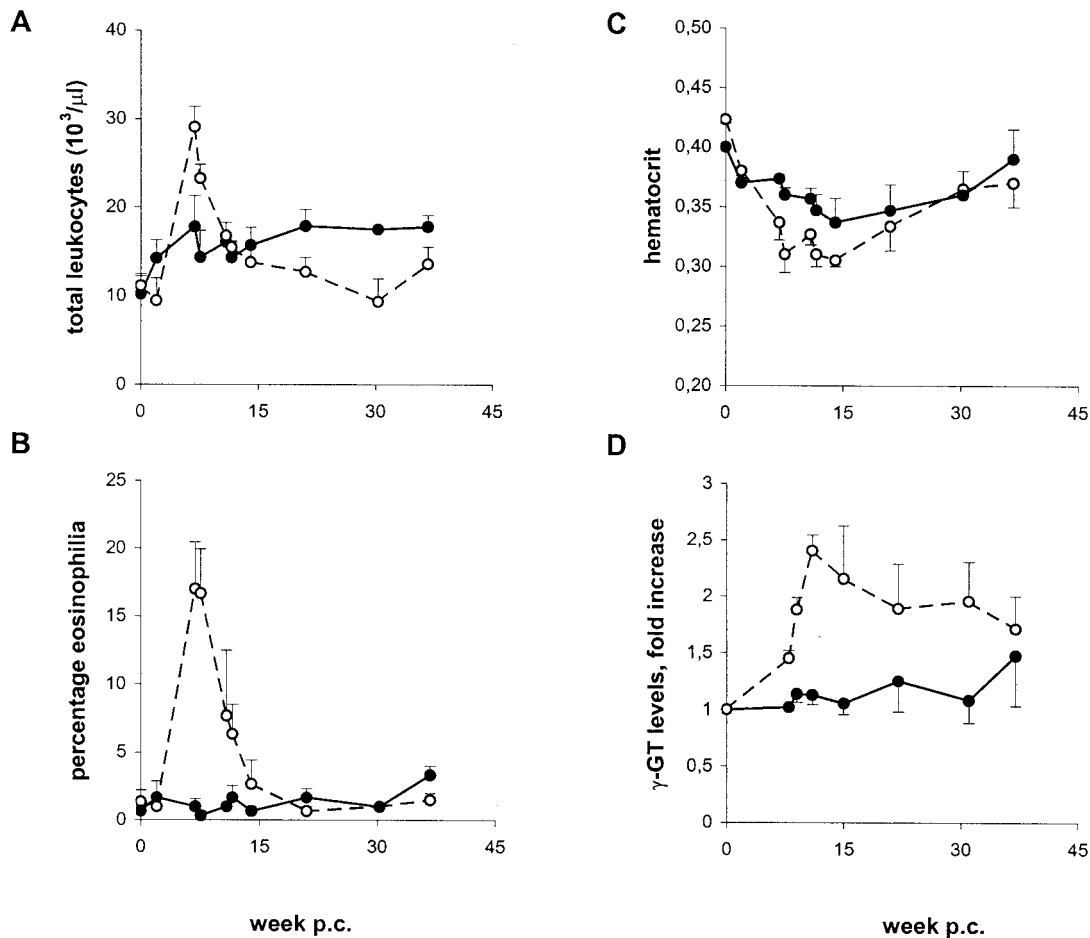 A
total leukocytes (10³/μl)
40
30
20
10
0
0 15 30 45
C
hematocrit
0,50
0,45
0,40
0,35
0,30
0,25
0,20
0 15 30 45
B
percentage eosinophilia
25
20
15
10
5
0
0 15 30 45
week p.c.
D
γ-GT levels, fold increase
3
2,5
2
1,5
1
0,5
0
0 15 30 45
week p.c.